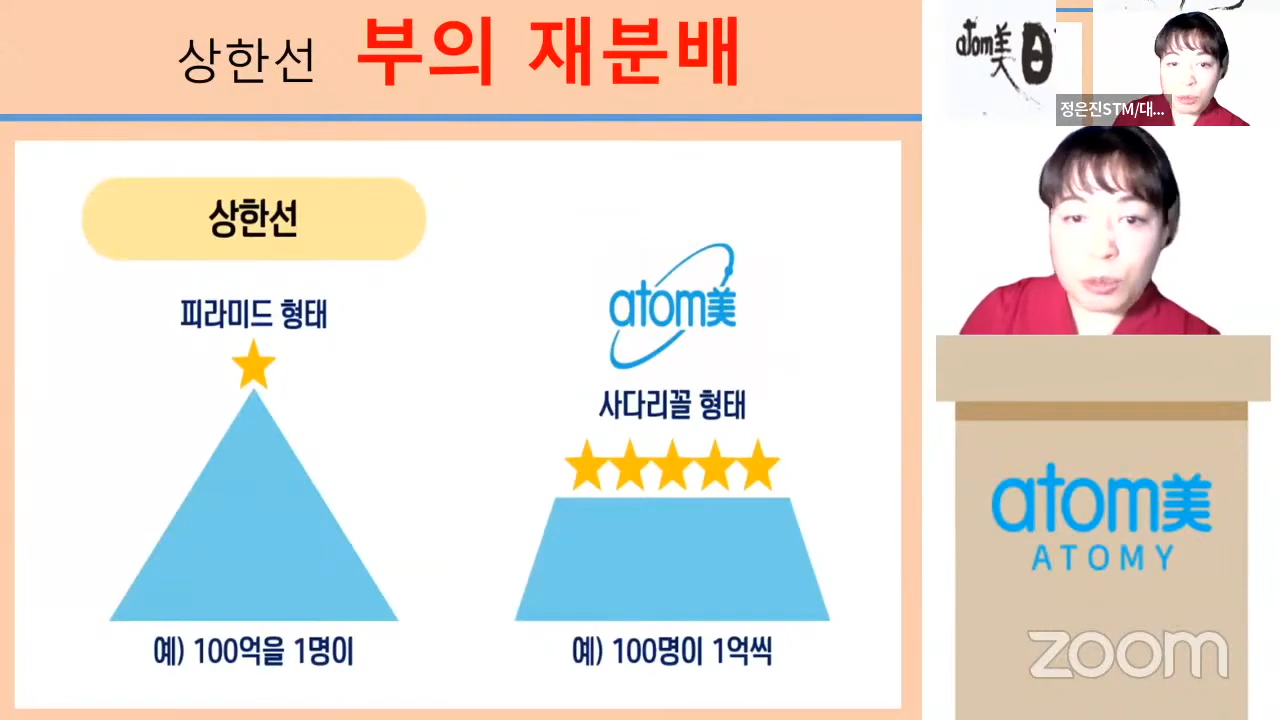 상한선 부의 재분배
상한선
피라미드 형태
예) 100억을 1명이
atom美
사다리꼴 형태
예) 100명이 1억씩
atom美
정은진STM/대...
atom美
ATOMY
zoom